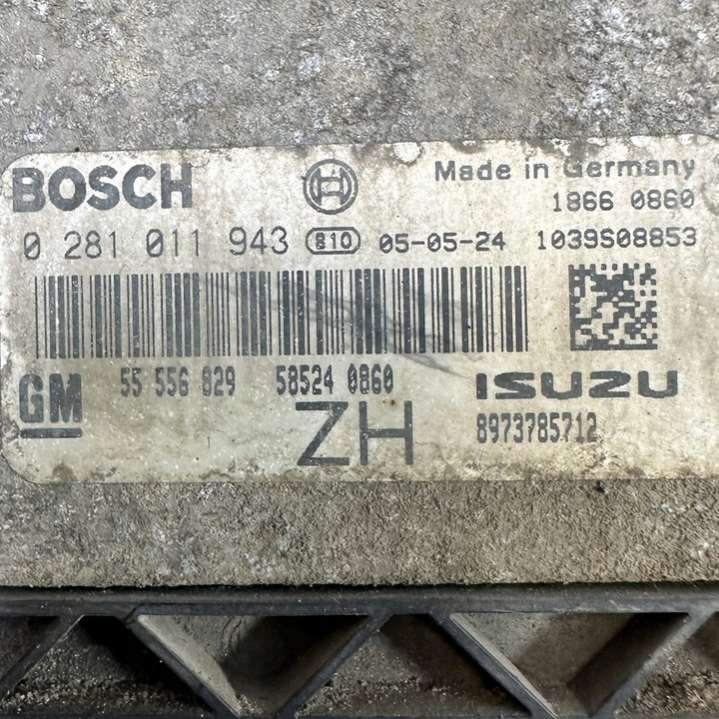 BOSCH
Made in Germany
1866 0860
0 281 011 943 810 05-05-24 1039S08853
GM 55 556 829 58524 0860 ISUZU
ZH 8973785712